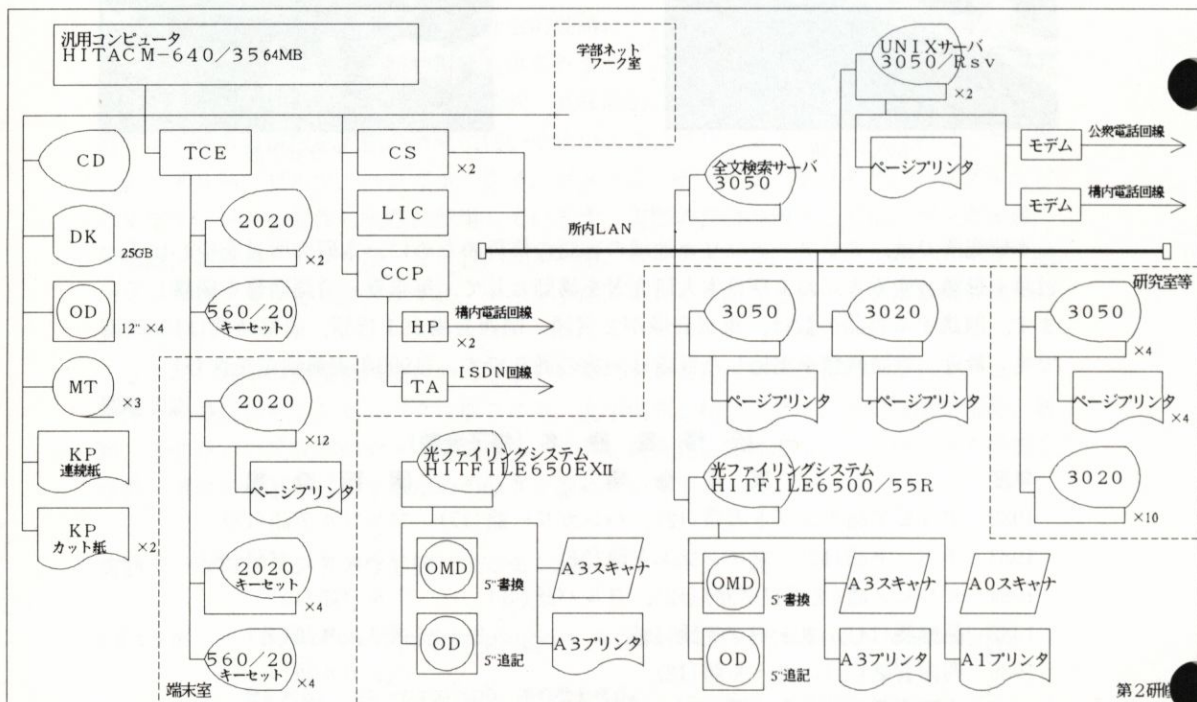 汎用コンピュータ
HITACM-640/35 64MB
学部ネット
ワーク室
UNIXサーバ
3050/Rsv
×2
公衆電話回線
モデム
構内電話回線
モデム
ページプリンタ
全文検索サーバ
3050
CD
TCE
CS
×2
DK
25GB
2020
×2
LIC
所内LAN
CCP
OD
12" ×4
560/20
キーセット
HP
×2
構内電話回線
TA
ISDN回線
MT
×3
2020
×12
ページプリンタ
KP
連続紙
KP
カット紙
×2
2020
キーセット
×4
560/20
キーセット
×4
端末室
3050
3020
ページプリンタ
ページプリンタ
研究室等
3050
×4
ページプリンタ
×4
3020
×10
光ファイリングシステム
HITFILE650EXII
OMD
5"書換
A3スキャナ
OD
5"追記
A3プリンタ
光ファイリングシステム
HITFILE6500/55R
OMD
5"書換
A3スキャナ
A0スキャナ
OD
5"追記
A3プリンタ
A1プリンタ
第2研修